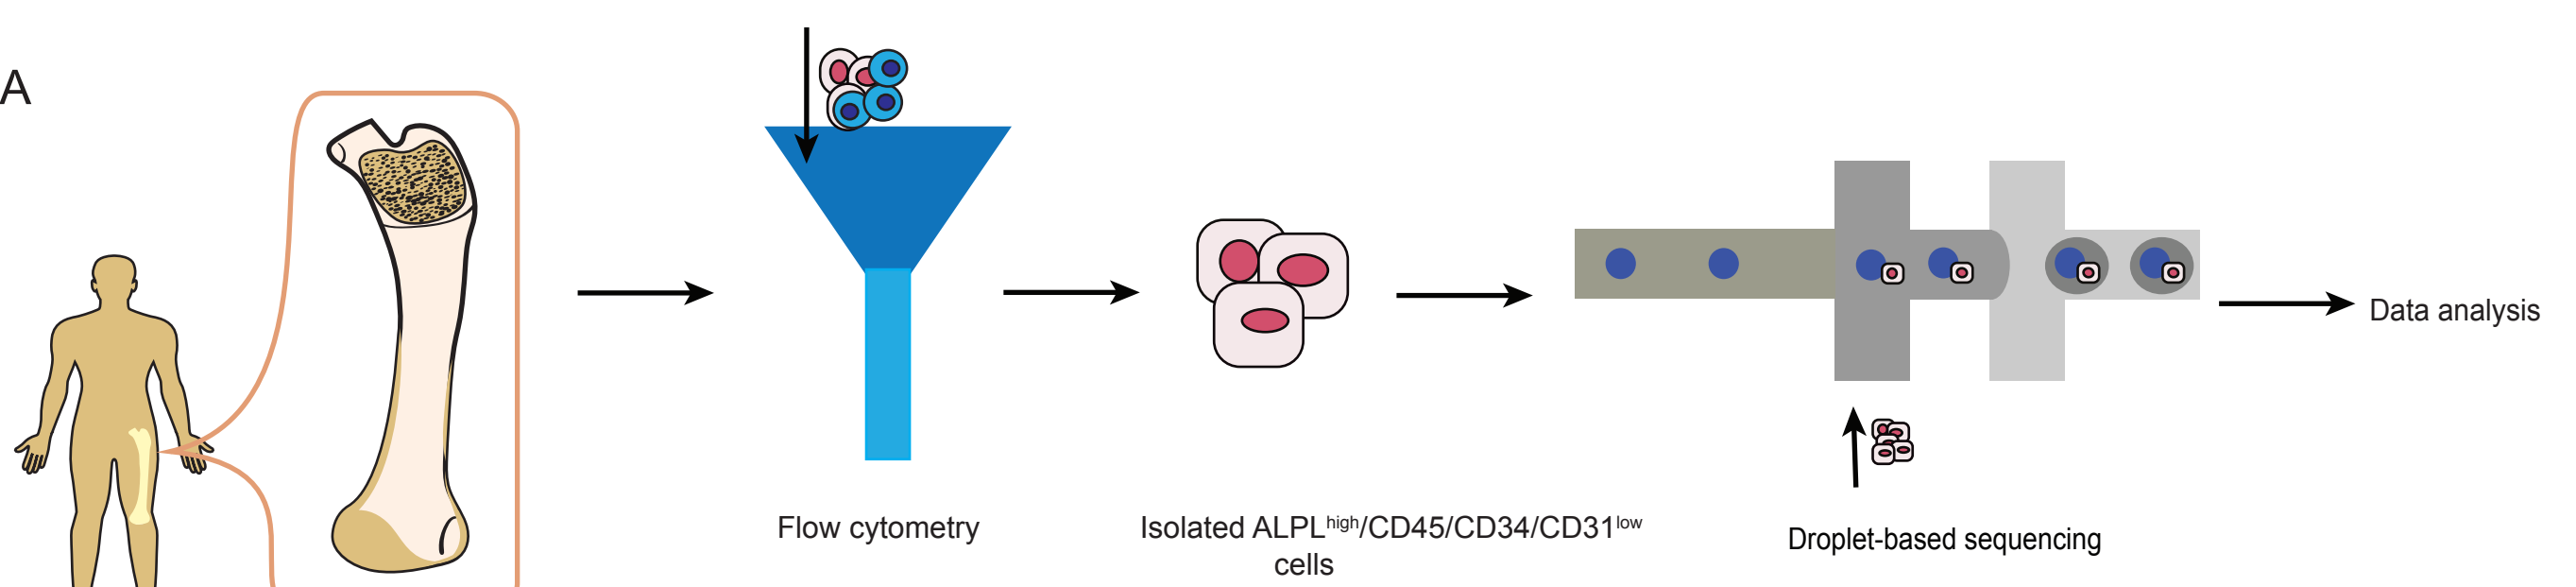 A
Flow cytometry
Isolated ALPLhigh/CD45/CD34/CD31low
cells
Droplet-based sequencing
Data analysis